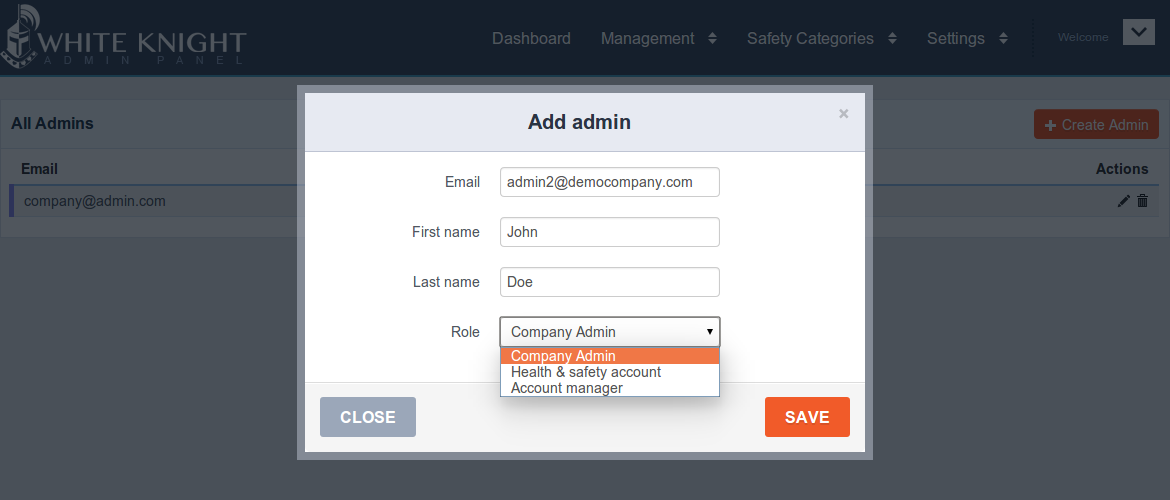 WHITE KNIGHT
ADMIN PANEL
Dashboard Management Safety Categories Settings Welcome
All Admins
Create Admin
Email Actions
company@admin.com
Add admin ×
Email admin2@democompany.com
First name John
Last name Doe
Role Company Admin
Company Admin
Health & safety account
Account manager
CLOSE SAVE